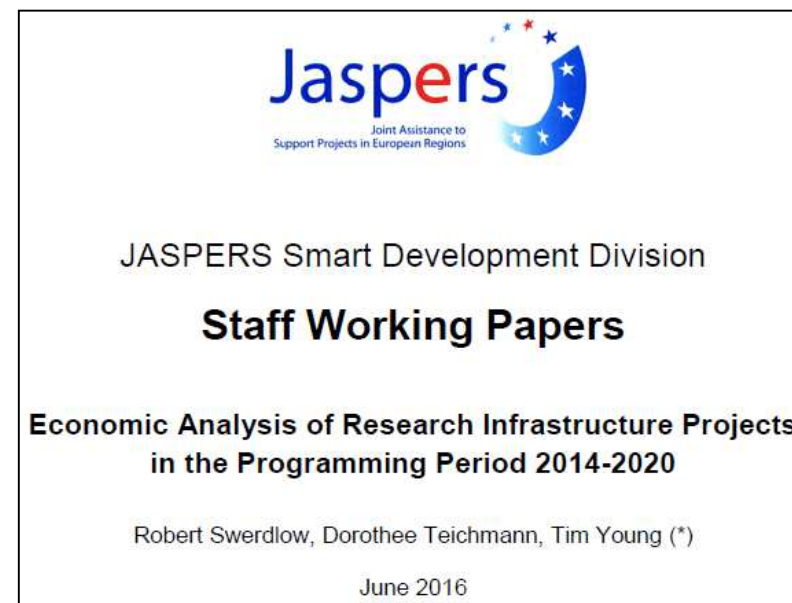 Jaspers
Joint Assistance to
Support Projects in European Regions
JASPERS Smart Development Division
Staff Working Papers
Economic Analysis of Research Infrastructure Projects
in the Programming Period 2014-2020
Robert Swerdlow, Dorothee Teichmann, Tim Young (*)
June 2016